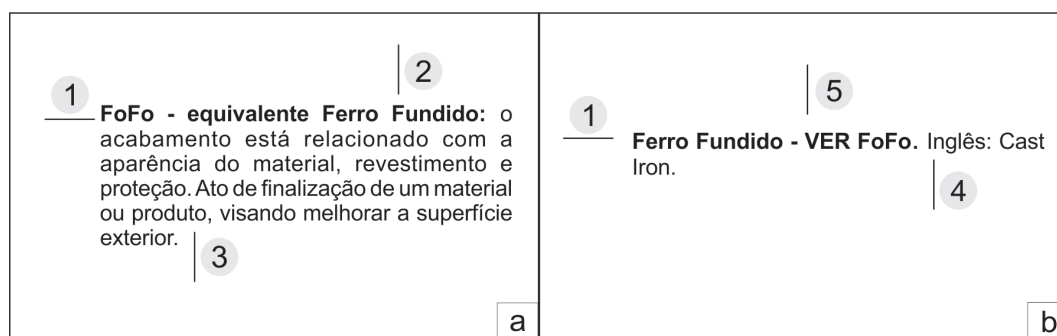 2
1
FoFo - equivalente Ferro Fundido: o
acabamento está relacionado com a
aparência do material, revestimento e
proteção. Ato de finalização de um material
ou produto, visando melhorar a superfície
exterior.
3
a
5
1
Ferro Fundido - VER FoFo. Inglês: Cast
Iron.
4
b